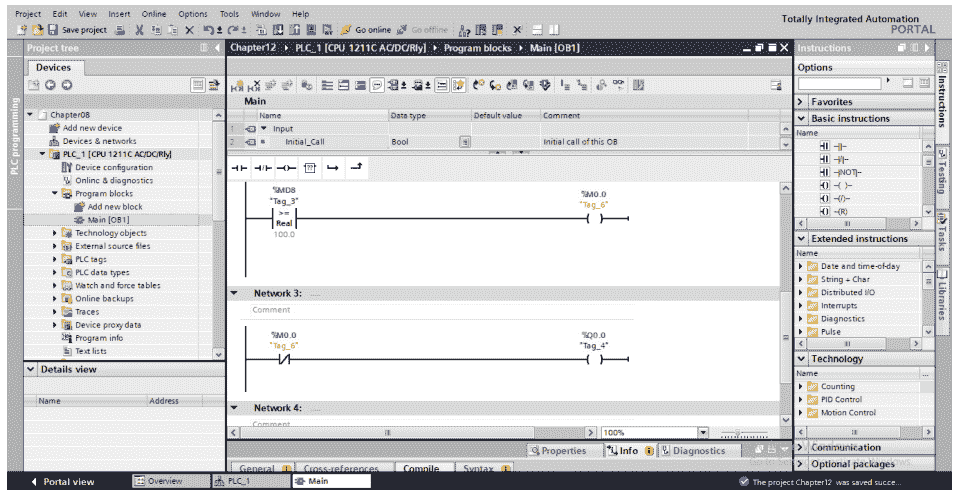 Project Edit View Insert Online Options Tools Window Help
Totally Integrated Automation
PORTAL
Save project
Go online
Go offline
Project tree
Chapter12 ▸ PLC_1 [CPU 1211C AC/DC/Rly] ▸ Program blocks ▸ Main [OB1]
Instructions
Devices
Options
PLC programming
Main
Name Data type Default value Comment
1 Input
2 Initial_Call Bool Initial call of this OB
Chapter08
Add new device
Devices & networks
PLC_1 [CPU 1211C AC/DC/Rly]
Device configuration
Online & diagnostics
Program blocks
Add new block
Main [OB1]
Technology objects
External source files
PLC tags
PLC data types
Watch and force tables
Online backups
Traces
Device proxy data
Program info
Text lists
Details view
Name Address
%MD8
"Tag_3"
>=
Real
100.0
%M0.0
"Tag_6"
Network 3:
Comment
%M0.0
"Tag_6"
%Q0.0
"Tag_4"
Network 4:
Comment
100%
Properties Info Diagnostics
General Cross-references Compile Syntax
Favorites
Basic instructions
Name
-| |-
-|/|-
-|NOT|-
-( )-
-(/)-
-(R)
Extended instructions
Name
Date and time-of-day
String + Char
Distributed I/O
Interrupts
Diagnostics
Pulse
Technology
Name
Counting
PID Control
Motion Control
Communication
Optional packages
Instructions
Testing
Tasks
Libraries
Portal view Overview PLC_1 Main
The project Chapter12 was saved succe...